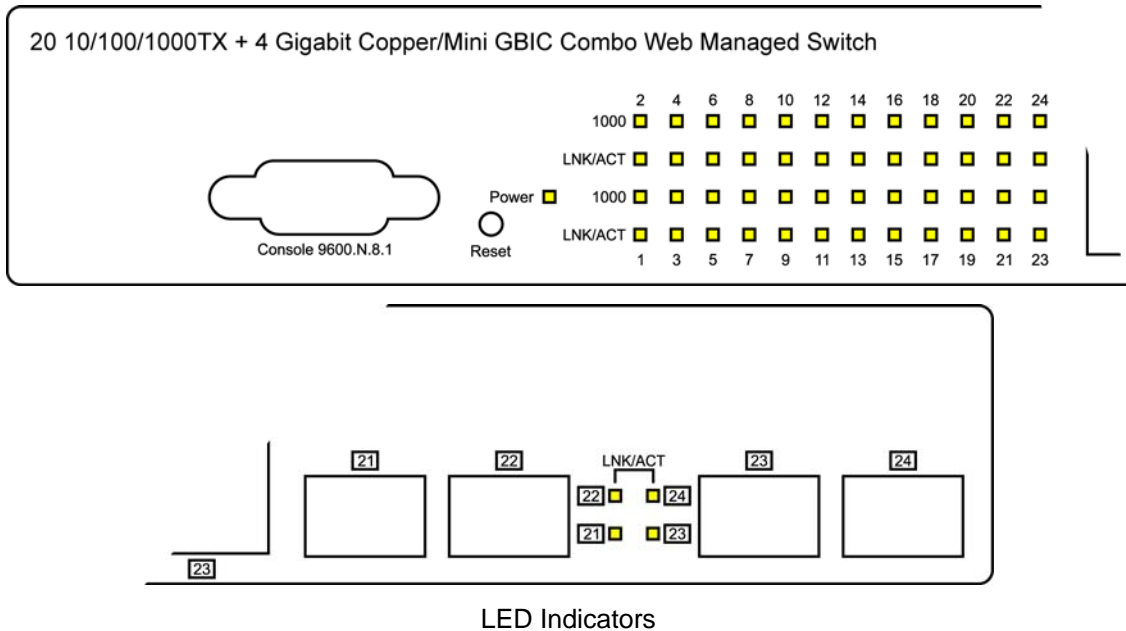 20 10/100/1000TX + 4 Gigabit Copper/Mini GBIC Combo Web Managed Switch
2 4 6 8 10 12 14 16 18 20 22 24
1000
LNK/ACT
Power 1000
LNK/ACT
Console 9600.N.8.1 Reset
1 3 5 7 9 11 13 15 17 19 21 23
21 22 LNK/ACT 23 24
22 24
21 23
23
LED Indicators